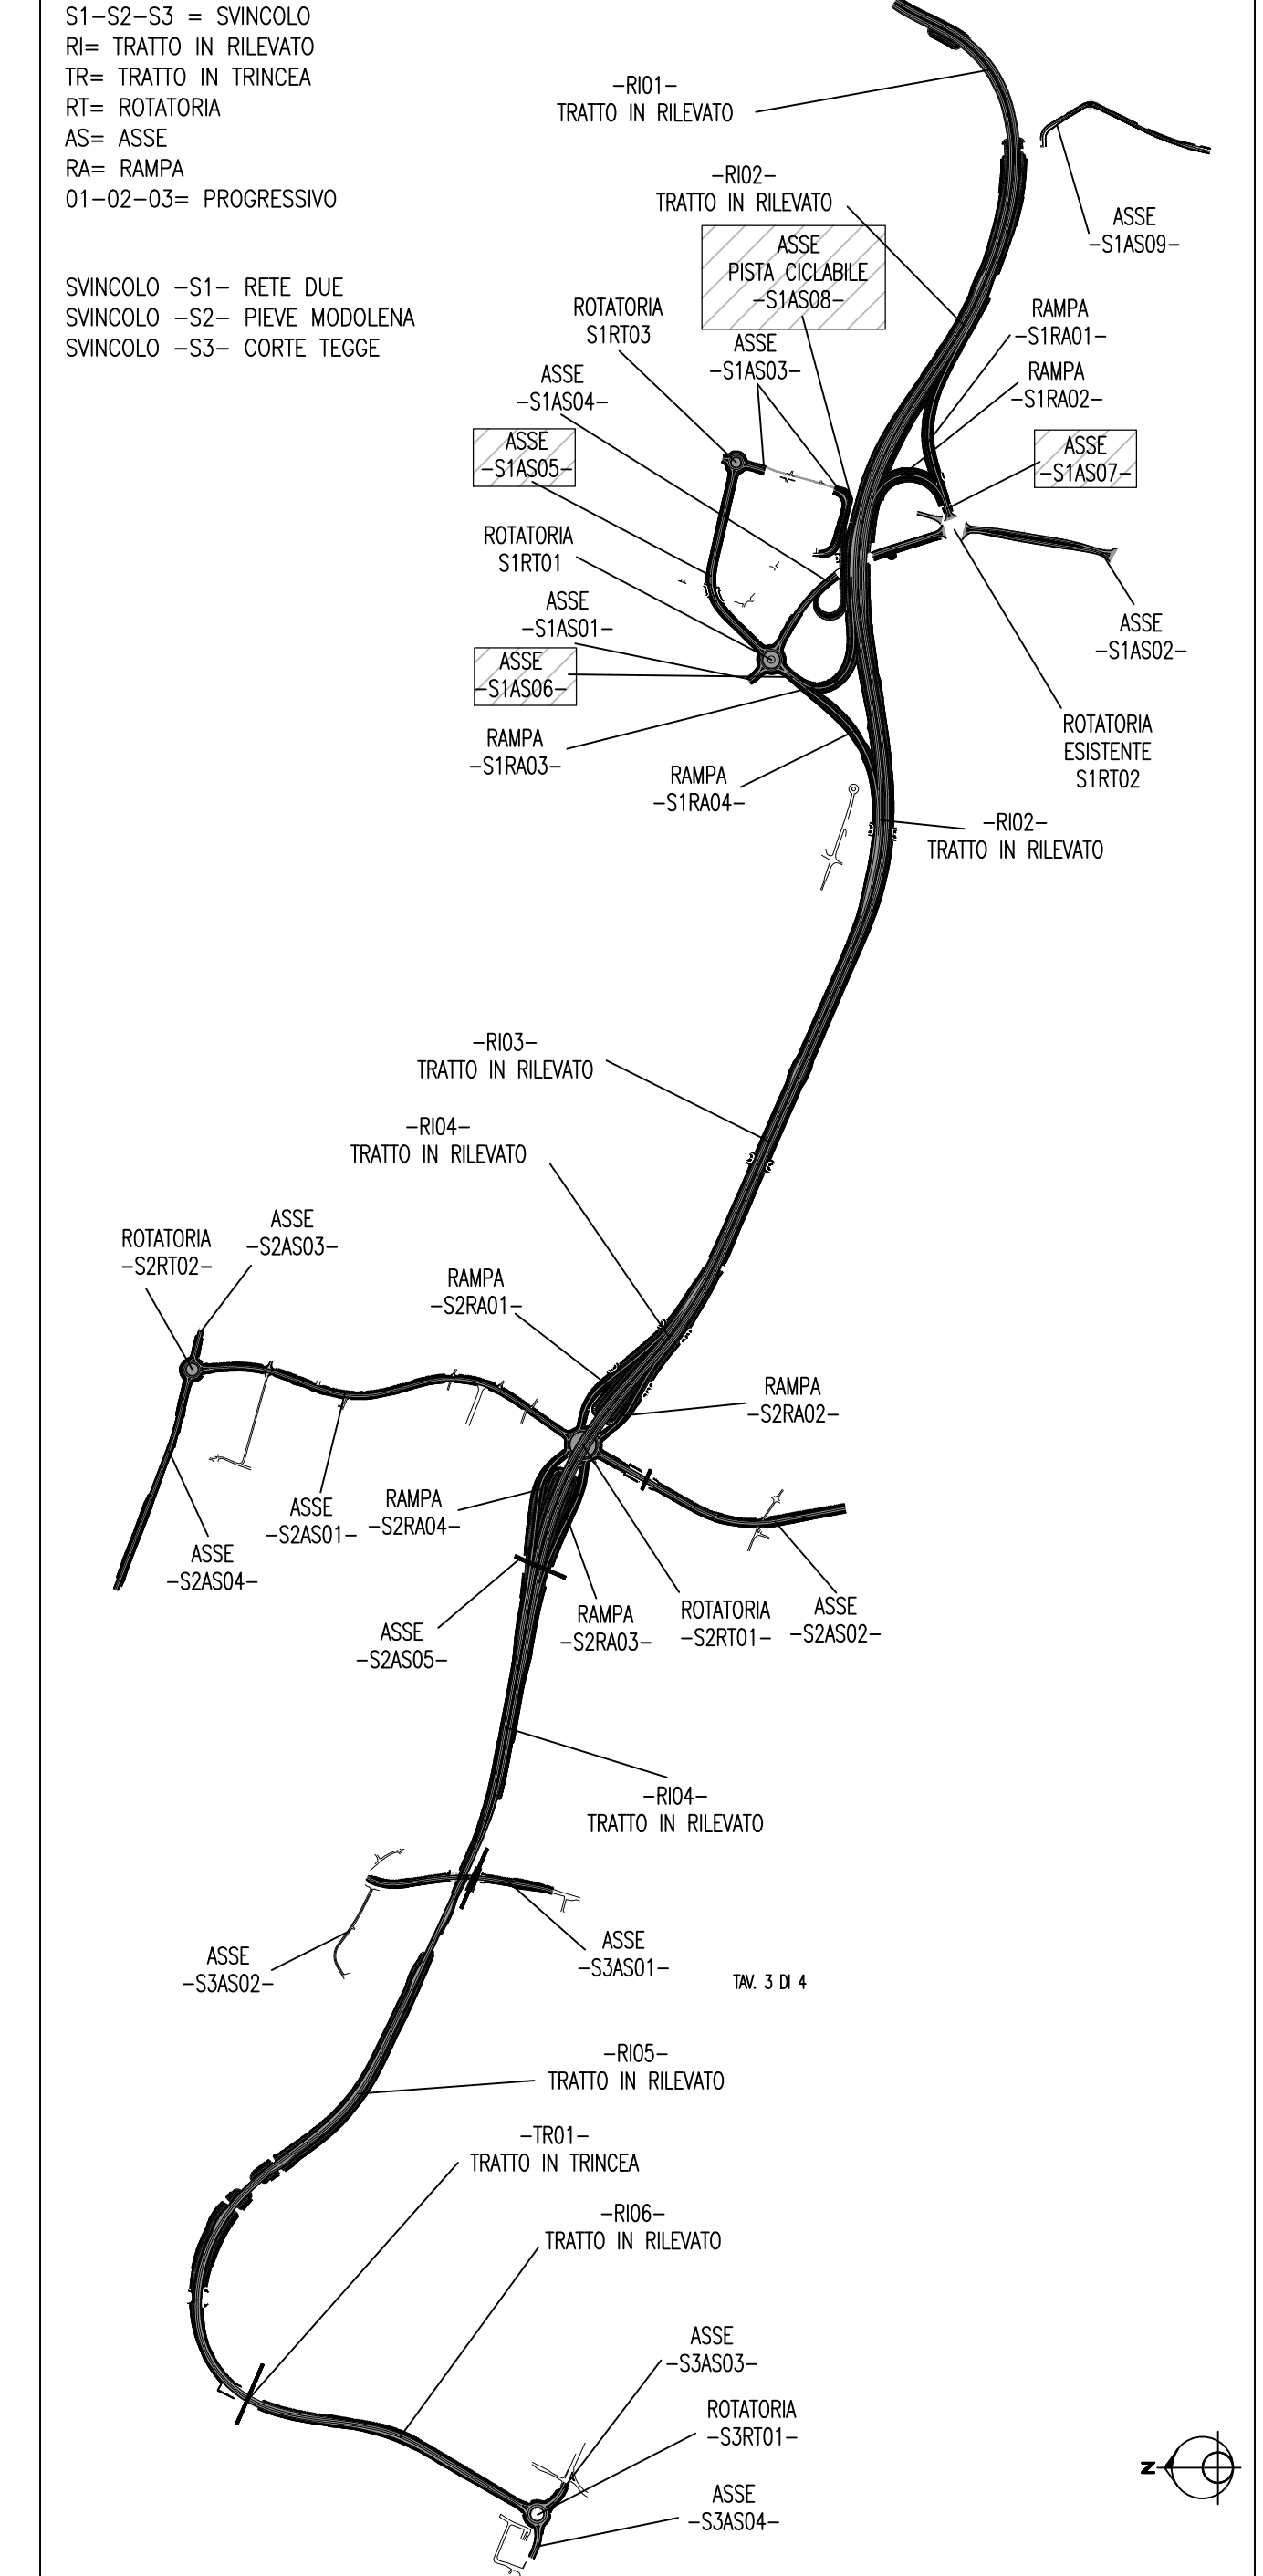 S1-S2-S3 = SVINCOLO
RI= TRATTO IN RILEVATO
TR= TRATTO IN TRINCEA
RT= ROTATORIA
AS= ASSE
RA= RAMPA
01-02-03= PROGRESSIVO
SVINCOLO -S1- RETE DUE
SVINCOLO -S2- PIEVE MODOLENA
SVINCOLO -S3- CORTE TEGGE
-RI01-
TRATTO IN RILEVATO
-RI02-
TRATTO IN RILEVATO
ASSE
-S1AS09-
ASSE
PISTA CICLABILE
-S1AS08-
ROTATORIA
S1RT03
ASSE
-S1AS03-
RAMPA
-S1RA01-
ASSE
-S1AS04-
RAMPA
-S1RA02-
ASSE
-S1AS05-
ASSE
-S1AS07-
ROTATORIA
S1RT01
ASSE
-S1AS01-
ASSE
-S1AS02-
ASSE
-S1AS06-
RAMPA
-S1RA03-
RAMPA
-S1RA04-
ROTATORIA
ESISTENTE
S1RT02
-RI02-
TRATTO IN RILEVATO
-RI03-
TRATTO IN RILEVATO
-RI04-
TRATTO IN RILEVATO
ROTATORIA
-S2RT02-
ASSE
-S2AS03-
RAMPA
-S2RA01-
RAMPA
-S2RA02-
ASSE
-S2AS01-
RAMPA
-S2RA04-
ASSE
-S2AS04-
ASSE
-S2AS05-
RAMPA
-S2RA03-
ROTATORIA
-S2RT01-
ASSE
-S2AS02-
-RI04-
TRATTO IN RILEVATO
ASSE
-S3AS02-
ASSE
-S3AS01-
TAV. 3 DI 4
-RI05-
TRATTO IN RILEVATO
-TR01-
TRATTO IN TRINCEA
-RI06-
TRATTO IN RILEVATO
ASSE
-S3AS03-
ROTATORIA
-S3RT01-
ASSE
-S3AS04-
N